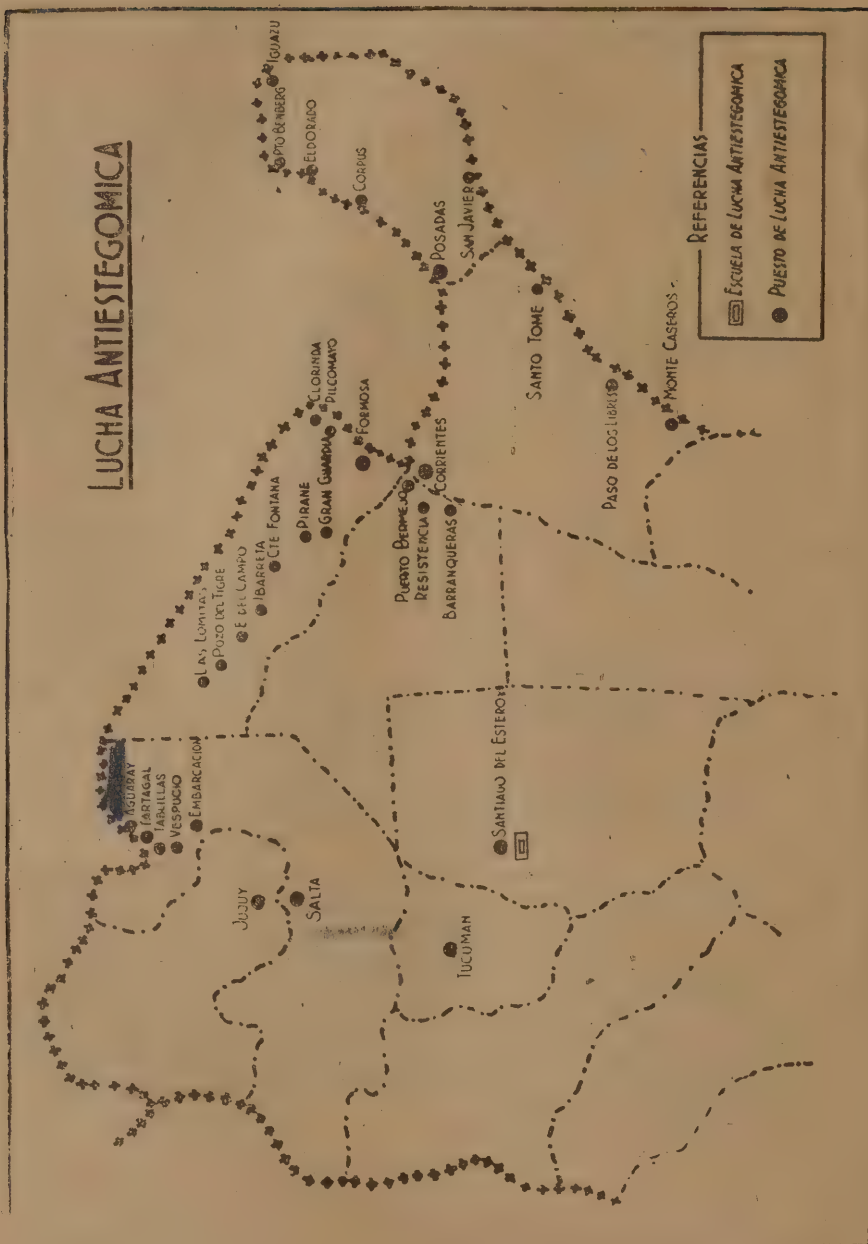 LUCHA ANTIESTEGOMICA
AGUARAY
TARTAGAL
TABLILLAS
VESPUCIO
EMBARCACION
JUJUY
SALTA
TUCUMAN
SANTIAGO DEL ESTERO
LAS LOMITAS
POZO DEL TIGRE
E DEL CAMPO
IBARRETA
CTE FONTANA
PIRANE
GRAN GUARDIA
CLORINDA
PILCOMAYO
FORMOSA
PUERTO BERMEJO
RESISTENCIA
BARRANQUERAS
CORRIENTES
IGUAZU
PTO BEMBERG
ELDORADO
CORPUS
POSADAS
SAN JAVIER
SANTO TOME
PASO DE LOS LIBRES
MONTE CASEROS
REFERENCIAS
ESCUELA DE LUCHA ANTIESTEGOMICA
PUESTO DE LUCHA ANTIESTEGOMICA